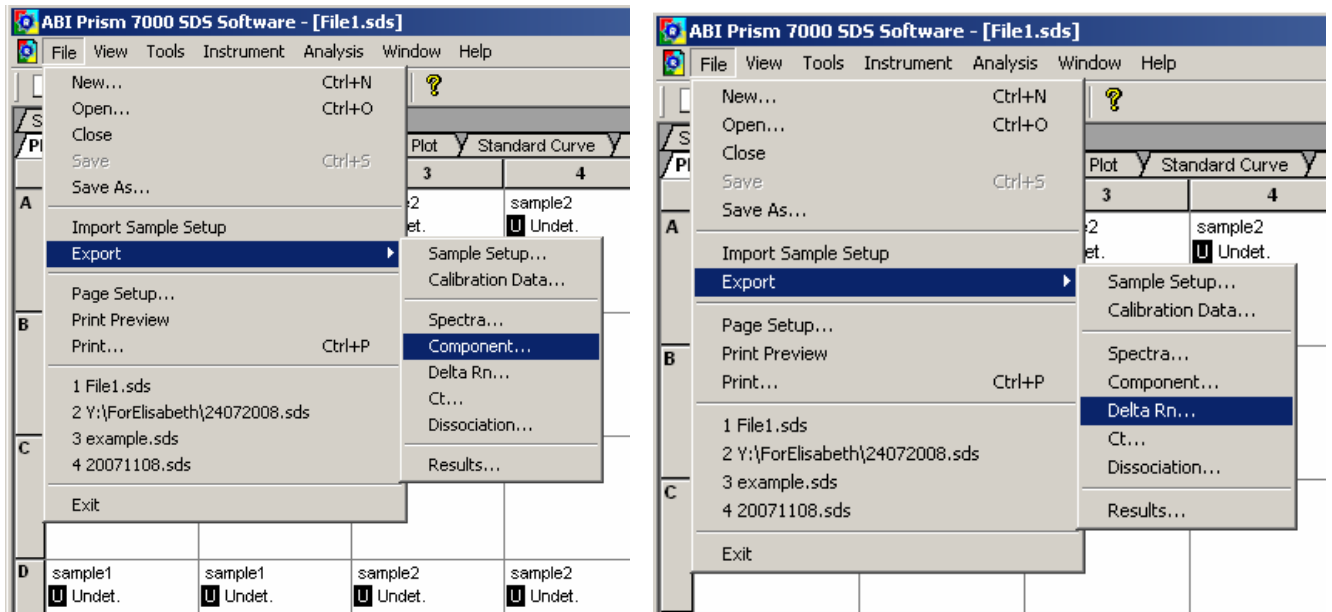 ABI Prism 7000 SDS Software - [File1.sds]
File View Tools Instrument Analysis Window Help
New... Ctrl+N
Open... Ctrl+O
Close
Save Ctrl+S
Save As...
Import Sample Setup
Export
Page Setup...
Print Preview
Print... Ctrl+P
1 File1.sds
2 Y:\ForElisabeth\24072008.sds
3 example.sds
4 20071108.sds
Exit
Sample Setup...
Calibration Data...
Spectra...
Component...
Delta Rn...
Ct...
Dissociation...
Results...
Plot Standard Curve
3 4
A
sample2
U Undet.
B
C
D
sample1 sample1 sample2 sample2
U Undet. U Undet. U Undet. U Undet.
ABI Prism 7000 SDS Software - [File1.sds]
File View Tools Instrument Analysis Window Help
New... Ctrl+N
Open... Ctrl+O
Close
Save Ctrl+S
Save As...
Import Sample Setup
Export
Page Setup...
Print Preview
Print... Ctrl+P
1 File1.sds
2 Y:\ForElisabeth\24072008.sds
3 example.sds
4 20071108.sds
Exit
Sample Setup...
Calibration Data...
Spectra...
Component...
Delta Rn...
Ct...
Dissociation...
Results...
Plot Standard Curve
3 4
A
sample2
U Undet.
B
C